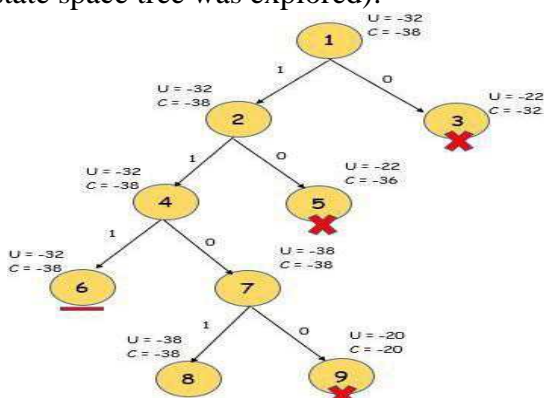 state space tree was explored).
U = -32
C = -38
1
1
0
U = -32
C = -38
2
U = -22
C = -32
3
1
0
U = -32
C = -38
4
U = -22
C = -36
5
1
0
U = -32
C = -38
6
U = -38
C = -38
7
1
0
U = -38
C = -38
8
U = -20
C = -20
9